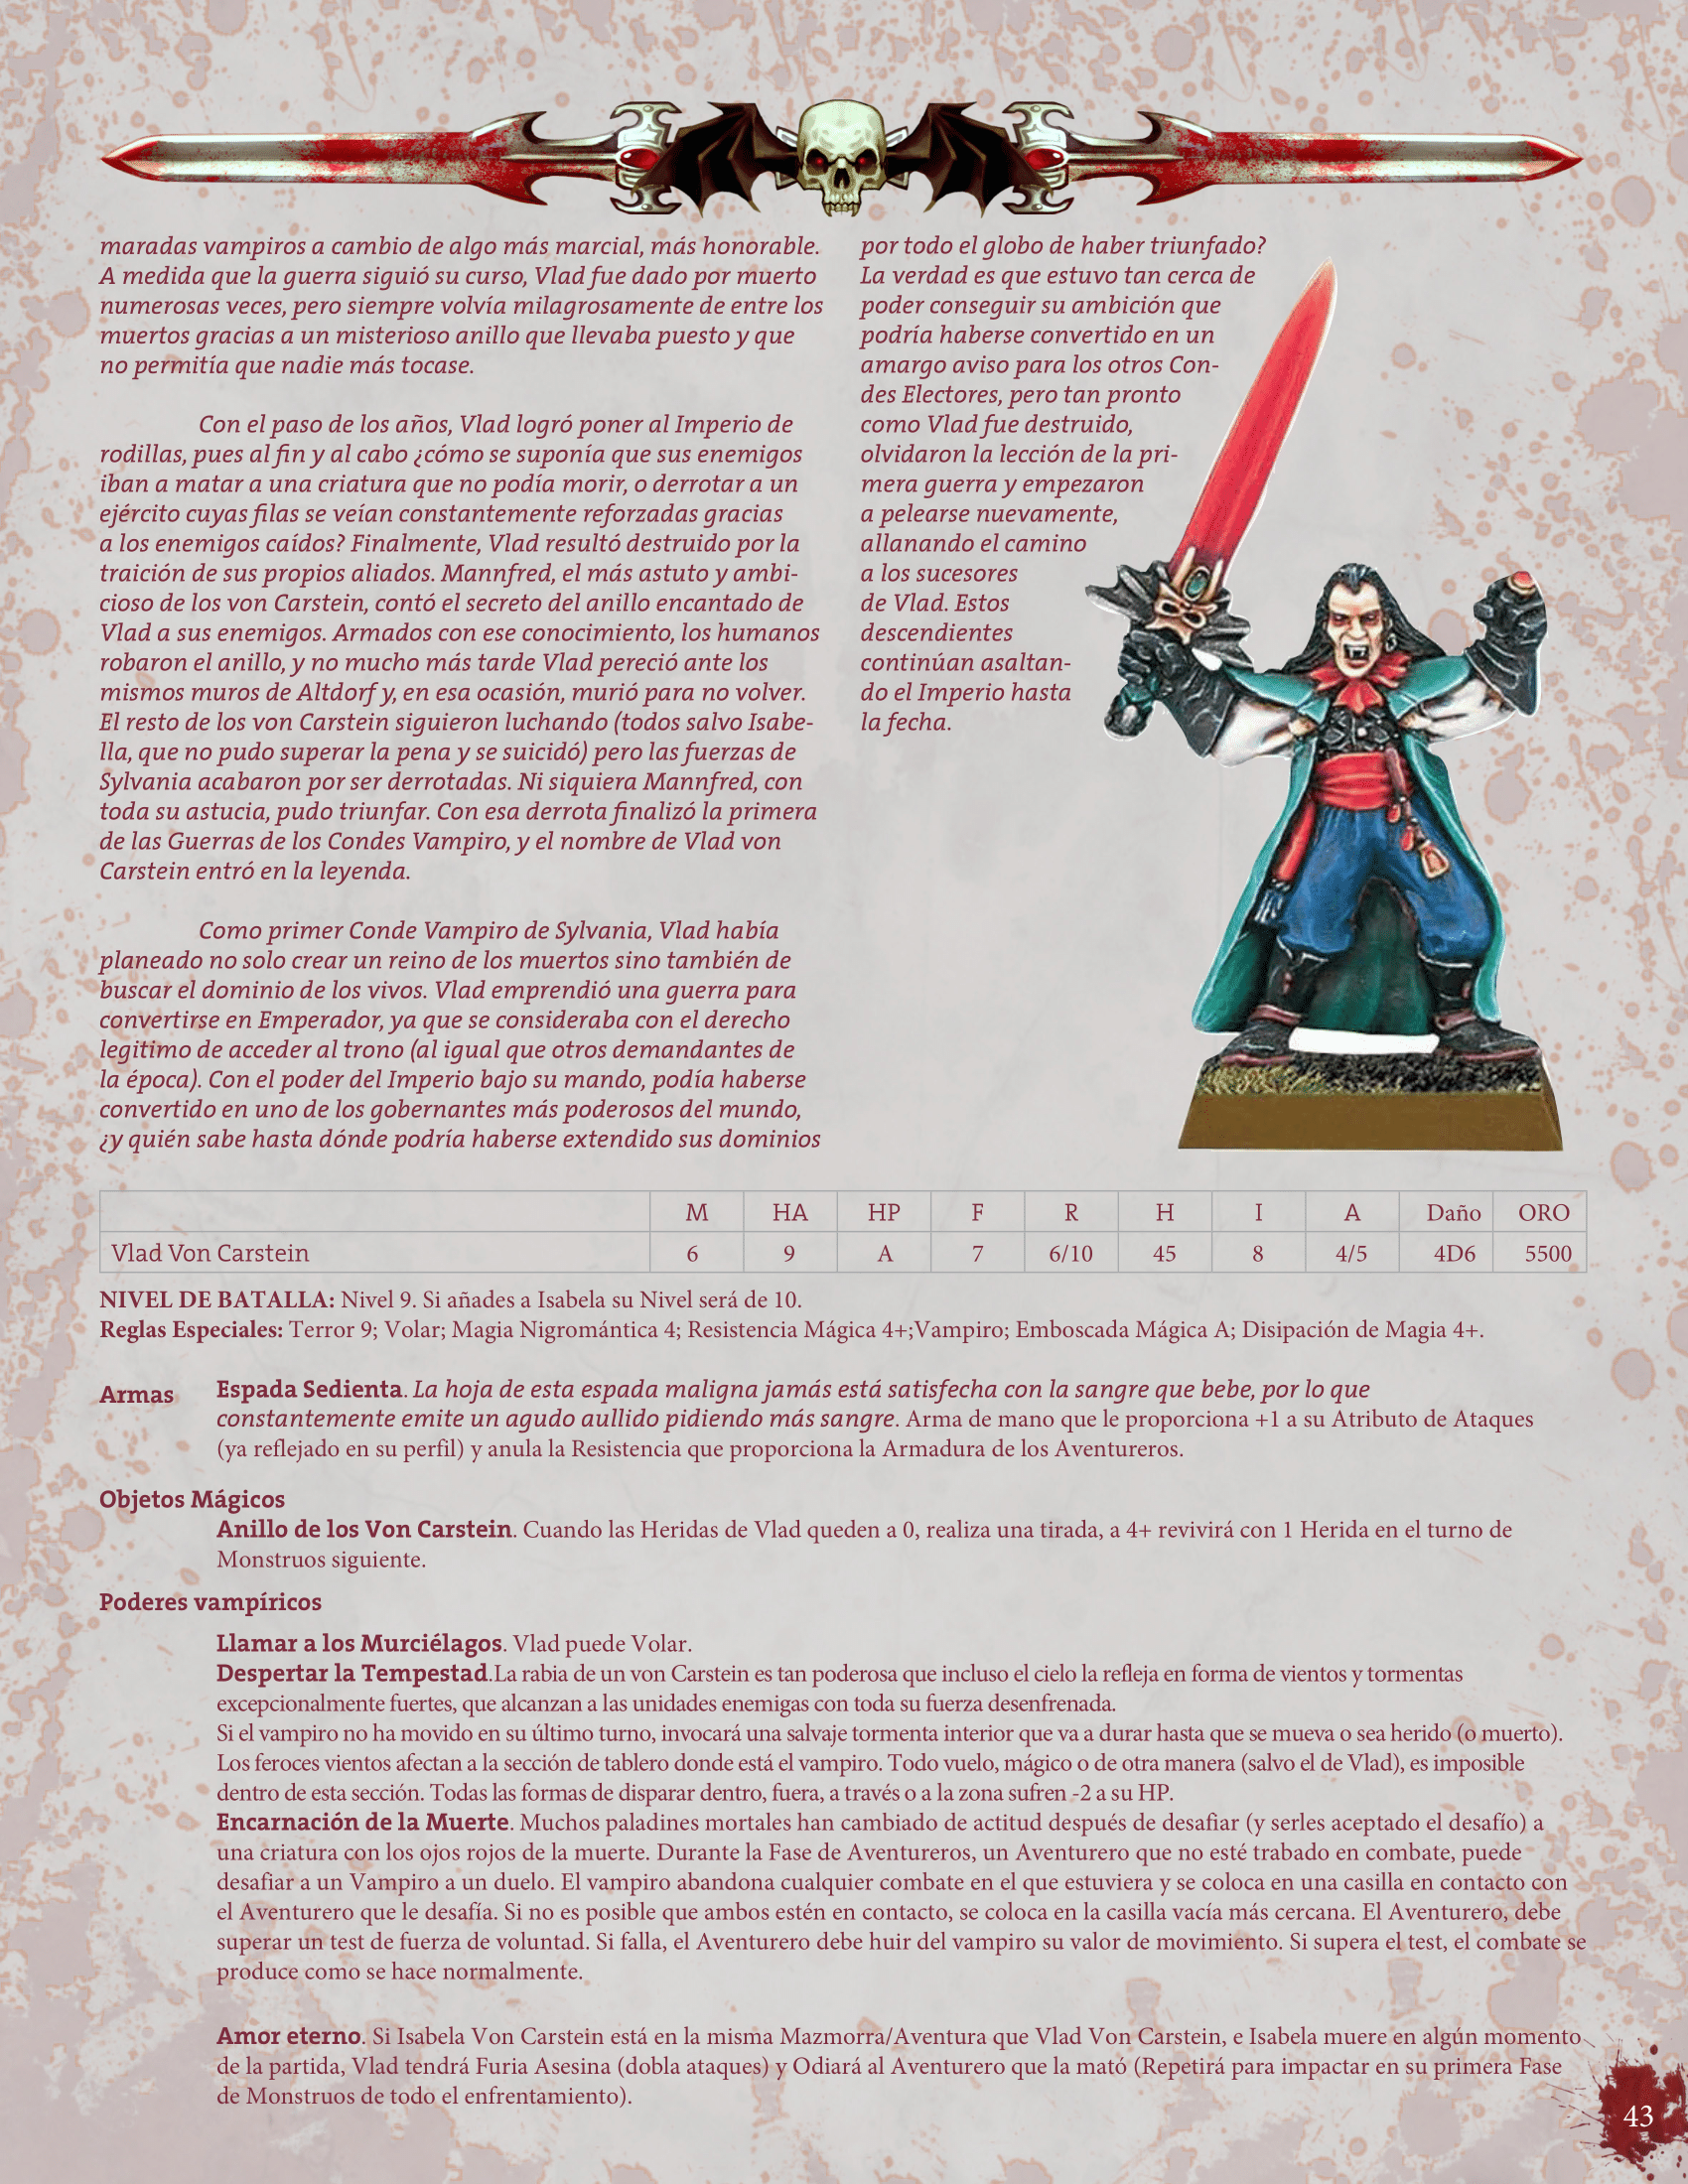 maradas vampiros a cambio de algo más marcial, más honorable.
A medida que la guerra siguió su curso, Vlad fue dado por muerto
numerosas veces, pero siempre volvía milagrosamente de entre los
muertos gracias a un misterioso anillo que llevaba puesto y que
no permitía que nadie más tocase.
Con el paso de los años, Vlad logró poner al Imperio de
rodillas, pues al fin y al cabo ¿cómo se suponía que sus enemigos
iban a matar a una criatura que no podía morir, o derrotar a un
ejército cuyas filas se veían constantemente reforzadas gracias
a los enemigos caídos? Finalmente, Vlad resultó destruido por la
traición de sus propios aliados. Mannfred, el más astuto y ambi-
cioso de los von Carstein, contó el secreto del anillo encantado de
Vlad a sus enemigos. Armados con ese conocimiento, los humanos
robaron el anillo, y no mucho más tarde Vlad pereció ante los
mismos muros de Altdorf y, en esa ocasión, murió para no volver.
El resto de los von Carstein siguieron luchando (todos salvo Isabe-
lla, que no pudo superar la pena y se suicidó) pero las fuerzas de
Sylvania acabaron por ser derrotadas. Ni siquiera Mannfred, con
toda su astucia, pudo triunfar. Con esa derrota finalizó la primera
de las Guerras de los Condes Vampiro, y el nombre de Vlad von
Carstein entró en la leyenda.
Como primer Conde Vampiro de Sylvania, Vlad había
planeado no solo crear un reino de los muertos sino también de
buscar el dominio de los vivos. Vlad emprendió una guerra para
convertirse en Emperador, ya que se consideraba con el derecho
legitimo de acceder al trono (al igual que otros demandantes de
la época). Con el poder del Imperio bajo su mando, podía haberse
convertido en uno de los gobernantes más poderosos del mundo,
¿y quién sabe hasta dónde podría haberse extendido sus dominios
por todo el globo de haber triunfado?
La verdad es que estuvo tan cerca de
poder conseguir su ambición que
podría haberse convertido en un
amargo aviso para los otros Con-
des Electores, pero tan pronto
como Vlad fue destruido,
olvidaron la lección de la pri-
mera guerra y empezaron
a pelearse nuevamente,
allanando el camino
a los sucesores
de Vlad. Estos
descendientes
continúan asaltan-
do el Imperio hasta
la fecha.
M HA HP F R H I A Daño ORO
Vlad Von Carstein 6 9 A 7 6/10 45 8 4/5 4D6 5500
NIVEL DE BATALLA: Nivel 9. Si añades a Isabela su Nivel será de 10.
Reglas Especiales: Terror 9; Volar; Magia Nigromántica 4; Resistencia Mágica 4+;Vampiro; Emboscada Mágica A; Disipación de Magia 4+.
Armas Espada Sedienta. La hoja de esta espada maligna jamás está satisfecha con la sangre que bebe, por lo que
constantemente emite un agudo aullido pidiendo más sangre. Arma de mano que le proporciona +1 a su Atributo de Ataques
(ya reflejado en su perfil) y anula la Resistencia que proporciona la Armadura de los Aventureros.
Objetos Mágicos
Anillo de los Von Carstein. Cuando las Heridas de Vlad queden a 0, realiza una tirada, a 4+ revivirá con 1 Herida en el turno de
Monstruos siguiente.
Poderes vampíricos
Llamar a los Murciélagos. Vlad puede Volar.
Despertar la Tempestad.La rabia de un von Carstein es tan poderosa que incluso el cielo la refleja en forma de vientos y tormentas
excepcionalmente fuertes, que alcanzan a las unidades enemigas con toda su fuerza desenfrenada.
Si el vampiro no ha movido en su último turno, invocará una salvaje tormenta interior que va a durar hasta que se mueva o sea herido (o muerto).
Los feroces vientos afectan a la sección de tablero donde está el vampiro. Todo vuelo, mágico o de otra manera (salvo el de Vlad), es imposible
dentro de esta sección. Todas las formas de disparar dentro, fuera, a través o a la zona sufren -2 a su HP.
Encarnación de la Muerte. Muchos paladines mortales han cambiado de actitud después de desafiar (y serles aceptado el desafío) a
una criatura con los ojos rojos de la muerte. Durante la Fase de Aventureros, un Aventurero que no esté trabado en combate, puede
desafiar a un Vampiro a un duelo. El vampiro abandona cualquier combate en el que estuviera y se coloca en una casilla en contacto con
el Aventurero que le desafía. Si no es posible que ambos estén en contacto, se coloca en la casilla vacía más cercana. El Aventurero, debe
superar un test de fuerza de voluntad. Si falla, el Aventurero debe huir del vampiro su valor de movimiento. Si supera el test, el combate se
produce como se hace normalmente.
Amor eterno. Si Isabela Von Carstein está en la misma Mazmorra/Aventura que Vlad Von Carstein, e Isabela muere en algún momento
de la partida, Vlad tendrá Furia Asesina (dobla ataques) y Odiará al Aventurero que la mató (Repetirá para impactar en su primera Fase
de Monstruos de todo el enfrentamiento).
43